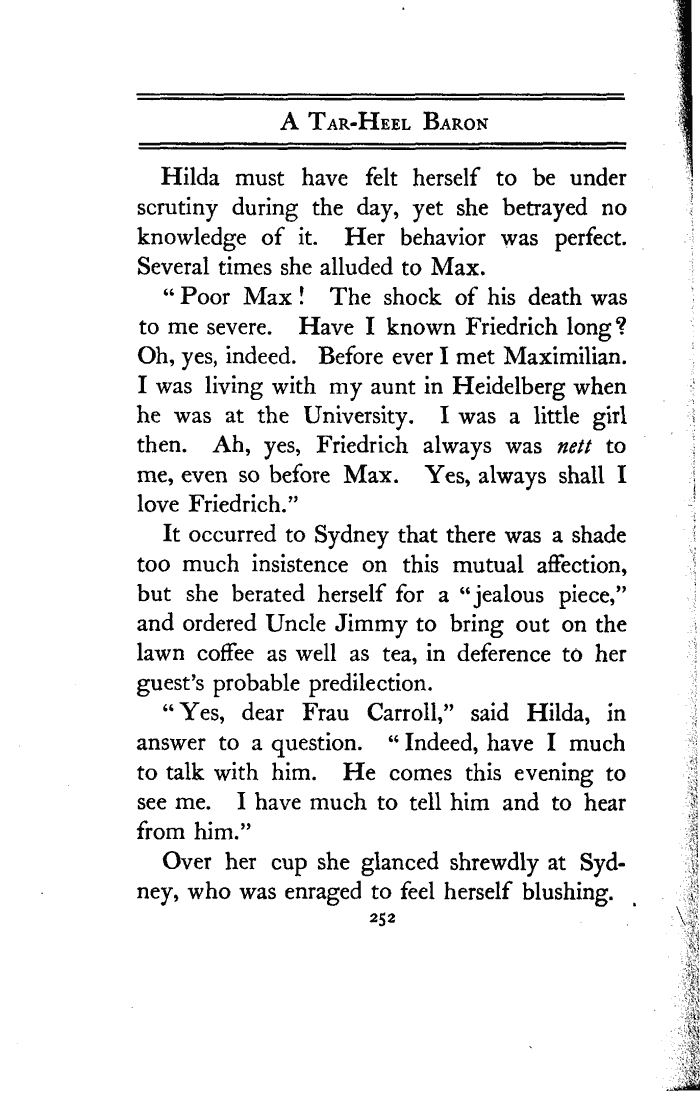 A Tar-Heel Baron
Hilda must have felt herself to be under
scrutiny during the day, yet she betrayed no
knowledge of it. Her behavior was perfect.
Several times she alluded to Max.
“Poor Max! The shock of his death was
to me severe. Have I known Friedrich long?
Oh, yes, indeed. Before ever I met Maximilian.
I was living with my aunt in Heidelberg when
he was at the University. I was a little girl
then. Ah, yes, Friedrich always was nett to
me, even so before Max. Yes, always shall I
love Friedrich.”
It occurred to Sydney that there was a shade
too much insistence on this mutual affection,
but she berated herself for a “jealous piece,”
and ordered Uncle Jimmy to bring out on the
lawn coffee as well as tea, in deference to her
guest’s probable predilection.
“Yes, dear Frau Carroll,” said Hilda, in
answer to a question. “Indeed, have I much
to talk with him. He comes this evening to
see me. I have much to tell him and to hear
from him.”
Over her cup she glanced shrewdly at Syd-
ney, who was enraged to feel herself blushing.
252